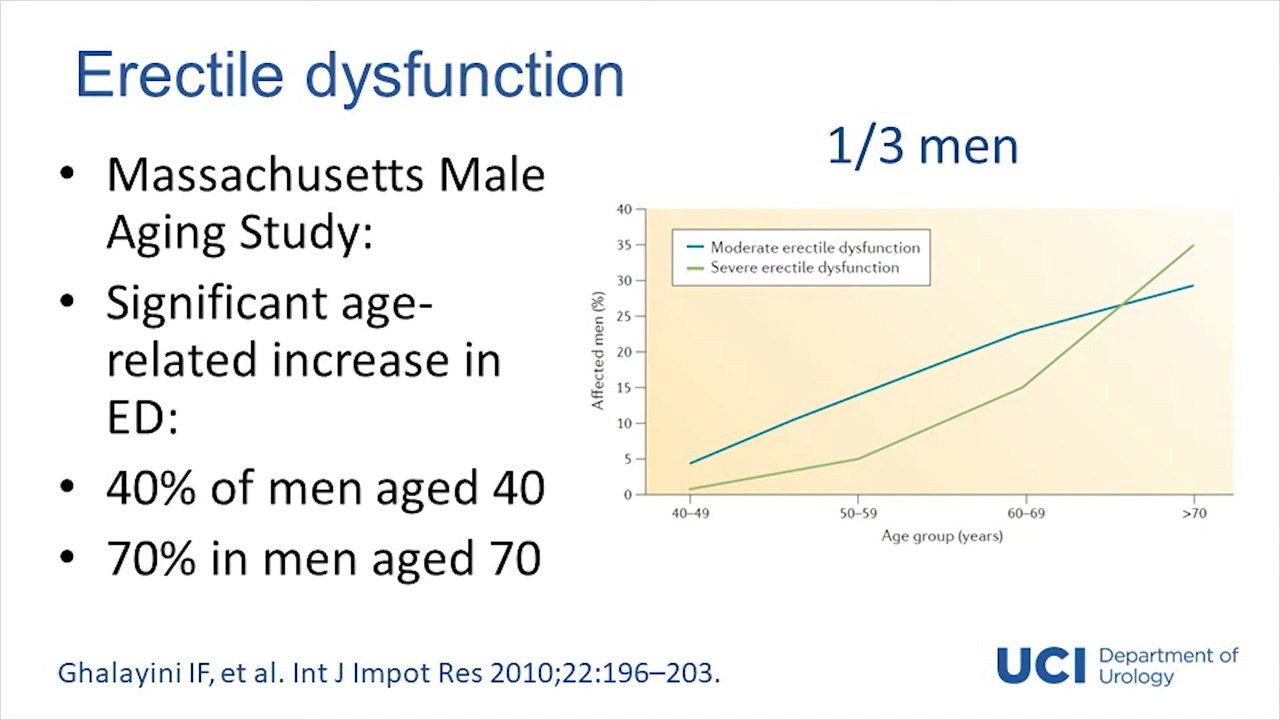 Erectile dysfunction
• Massachusetts Male
Aging Study:
• Significant age-
related increase in
ED:
• 40% of men aged 40
• 70% in men aged 70
1/3 men
40
35
30
25
20
15
10
5
0
Affected men (%)
Moderate erectile dysfunction
Severe erectile dysfunction
40–49
50–59
60–69
>70
Age group (years)
Ghalayini IF, et al. Int J Impot Res 2010;22:196–203.
UCI
Department of
Urology